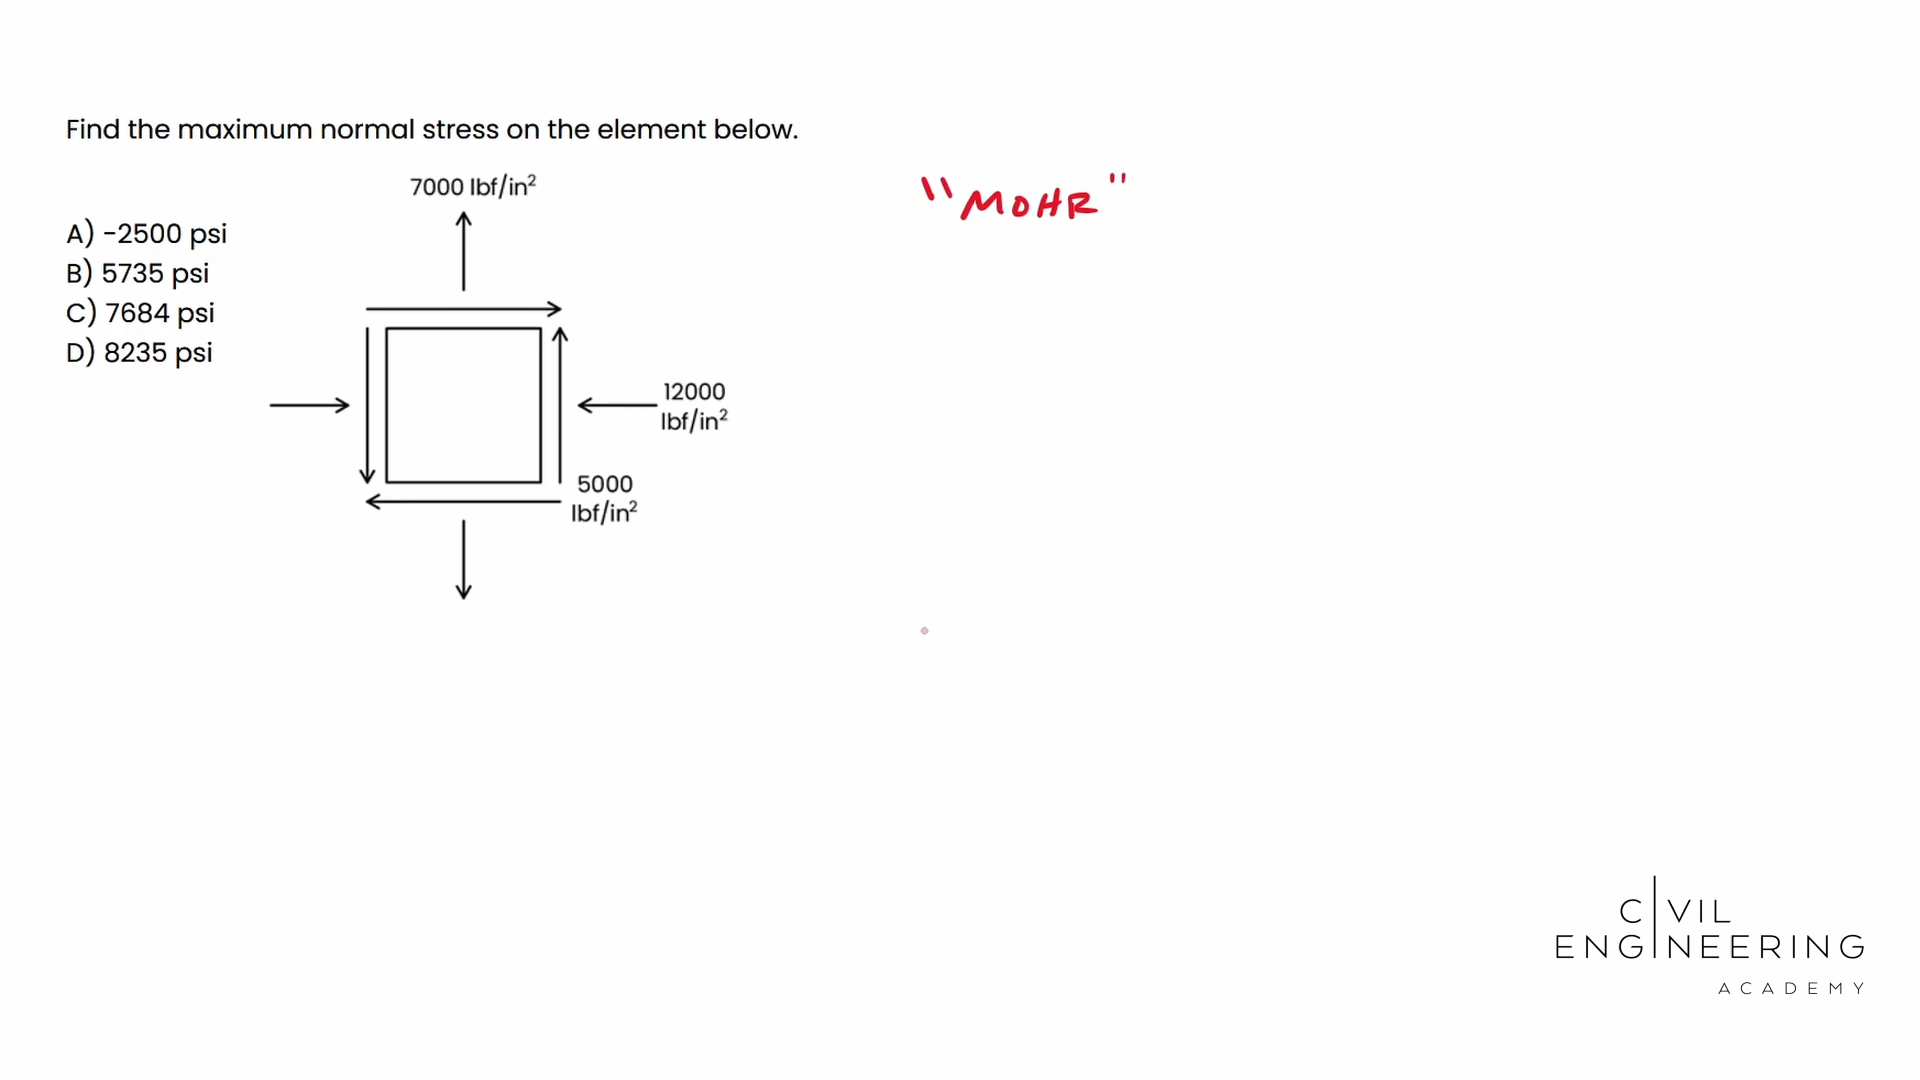 Find the maximum normal stress on the element below.
7000 lbf/in²
"MOHR"
A) -2500 psi
B) 5735 psi
C) 7684 psi
D) 8235 psi
12000
lbf/in²
5000
lbf/in²
CIVIL
ENGINEERING
ACADEMY